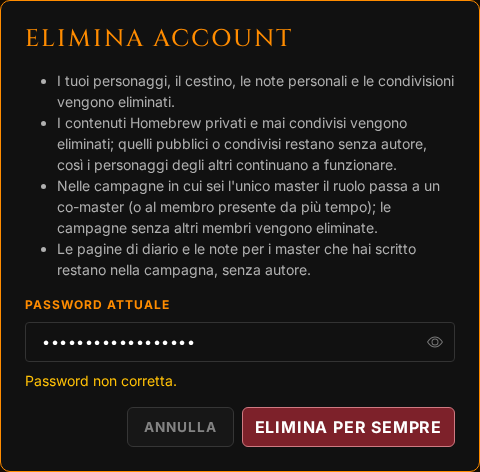 ELIMINA ACCOUNT
• I tuoi personaggi, il cestino, le note personali e le condivisioni
vengono eliminati.
• I contenuti Homebrew privati e mai condivisi vengono
eliminati; quelli pubblici o condivisi restano senza autore,
così i personaggi degli altri continuano a funzionare.
• Nelle campagne in cui sei l'unico master il ruolo passa a un
co-master (o al membro presente da più tempo); le
campagne senza altri membri vengono eliminate.
• Le pagine di diario e le note per i master che hai scritto
restano nella campagna, senza autore.
PASSWORD ATTUALE
••••••••••••••••••
Password non corretta.
ANNULLA
ELIMINA PER SEMPRE